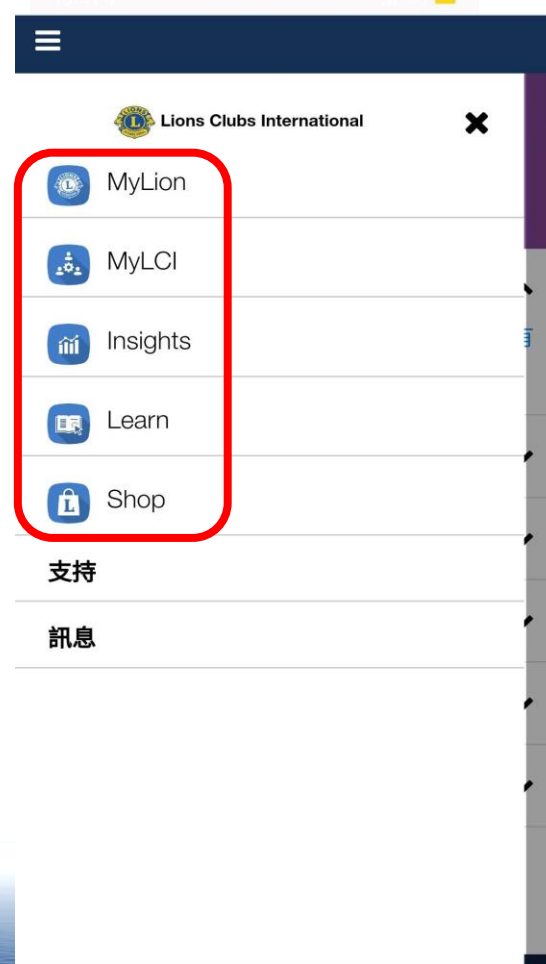 Lions Clubs International
MyLion
MyLCI
Insights
Learn
Shop
支持
訊息